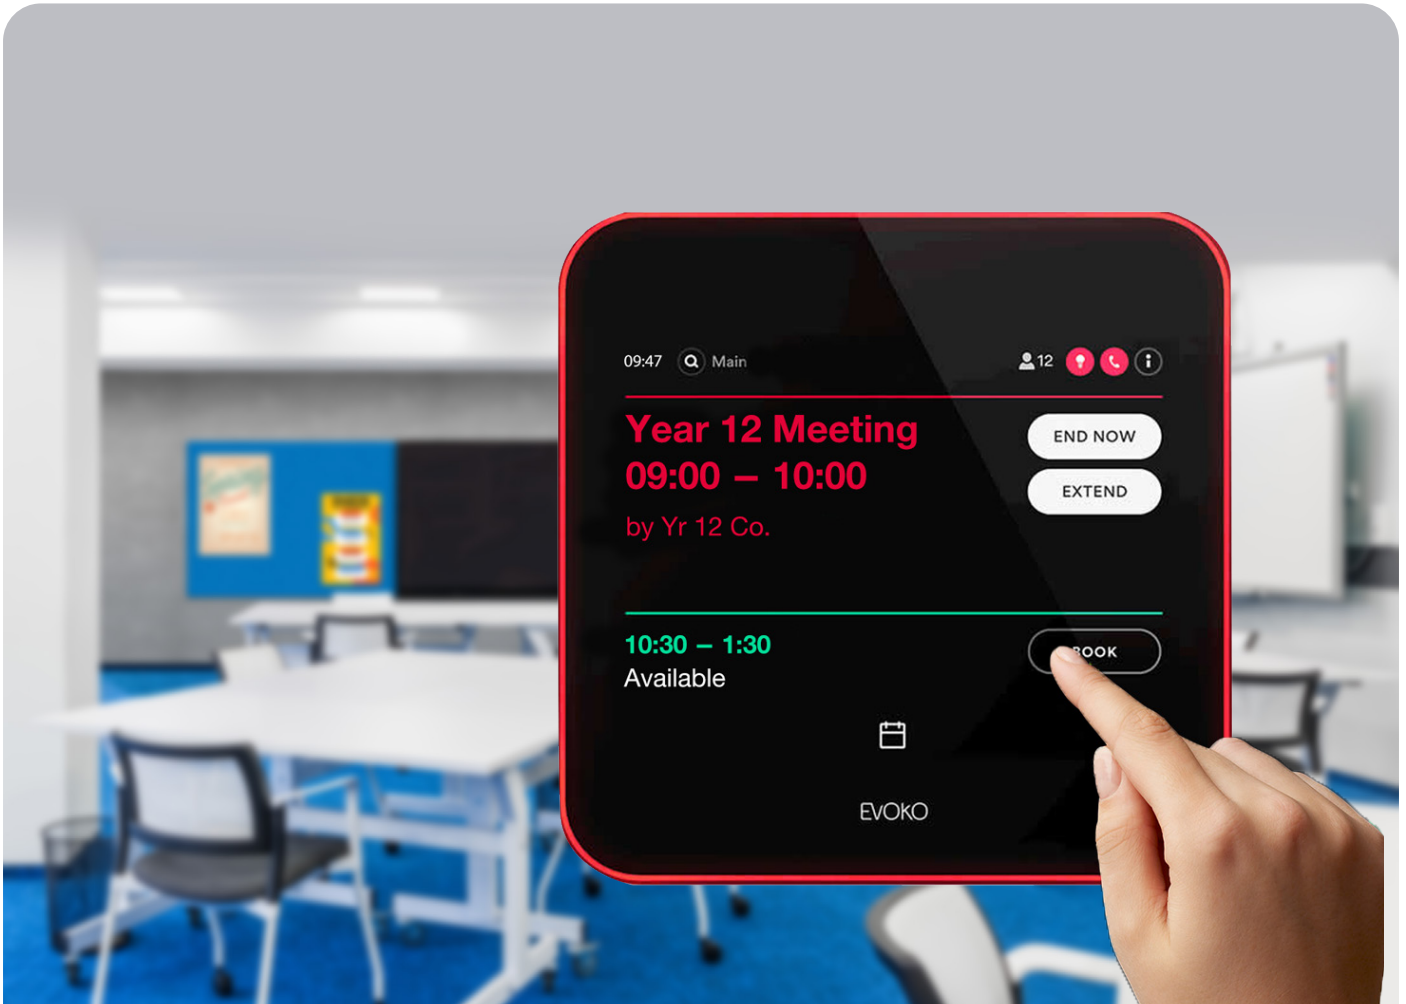 09:47 Main 12
Year 12 Meeting
END NOW
09:00 – 10:00
EXTEND
by Yr 12 Co.
10:30 – 1:30
Available
EVOKO